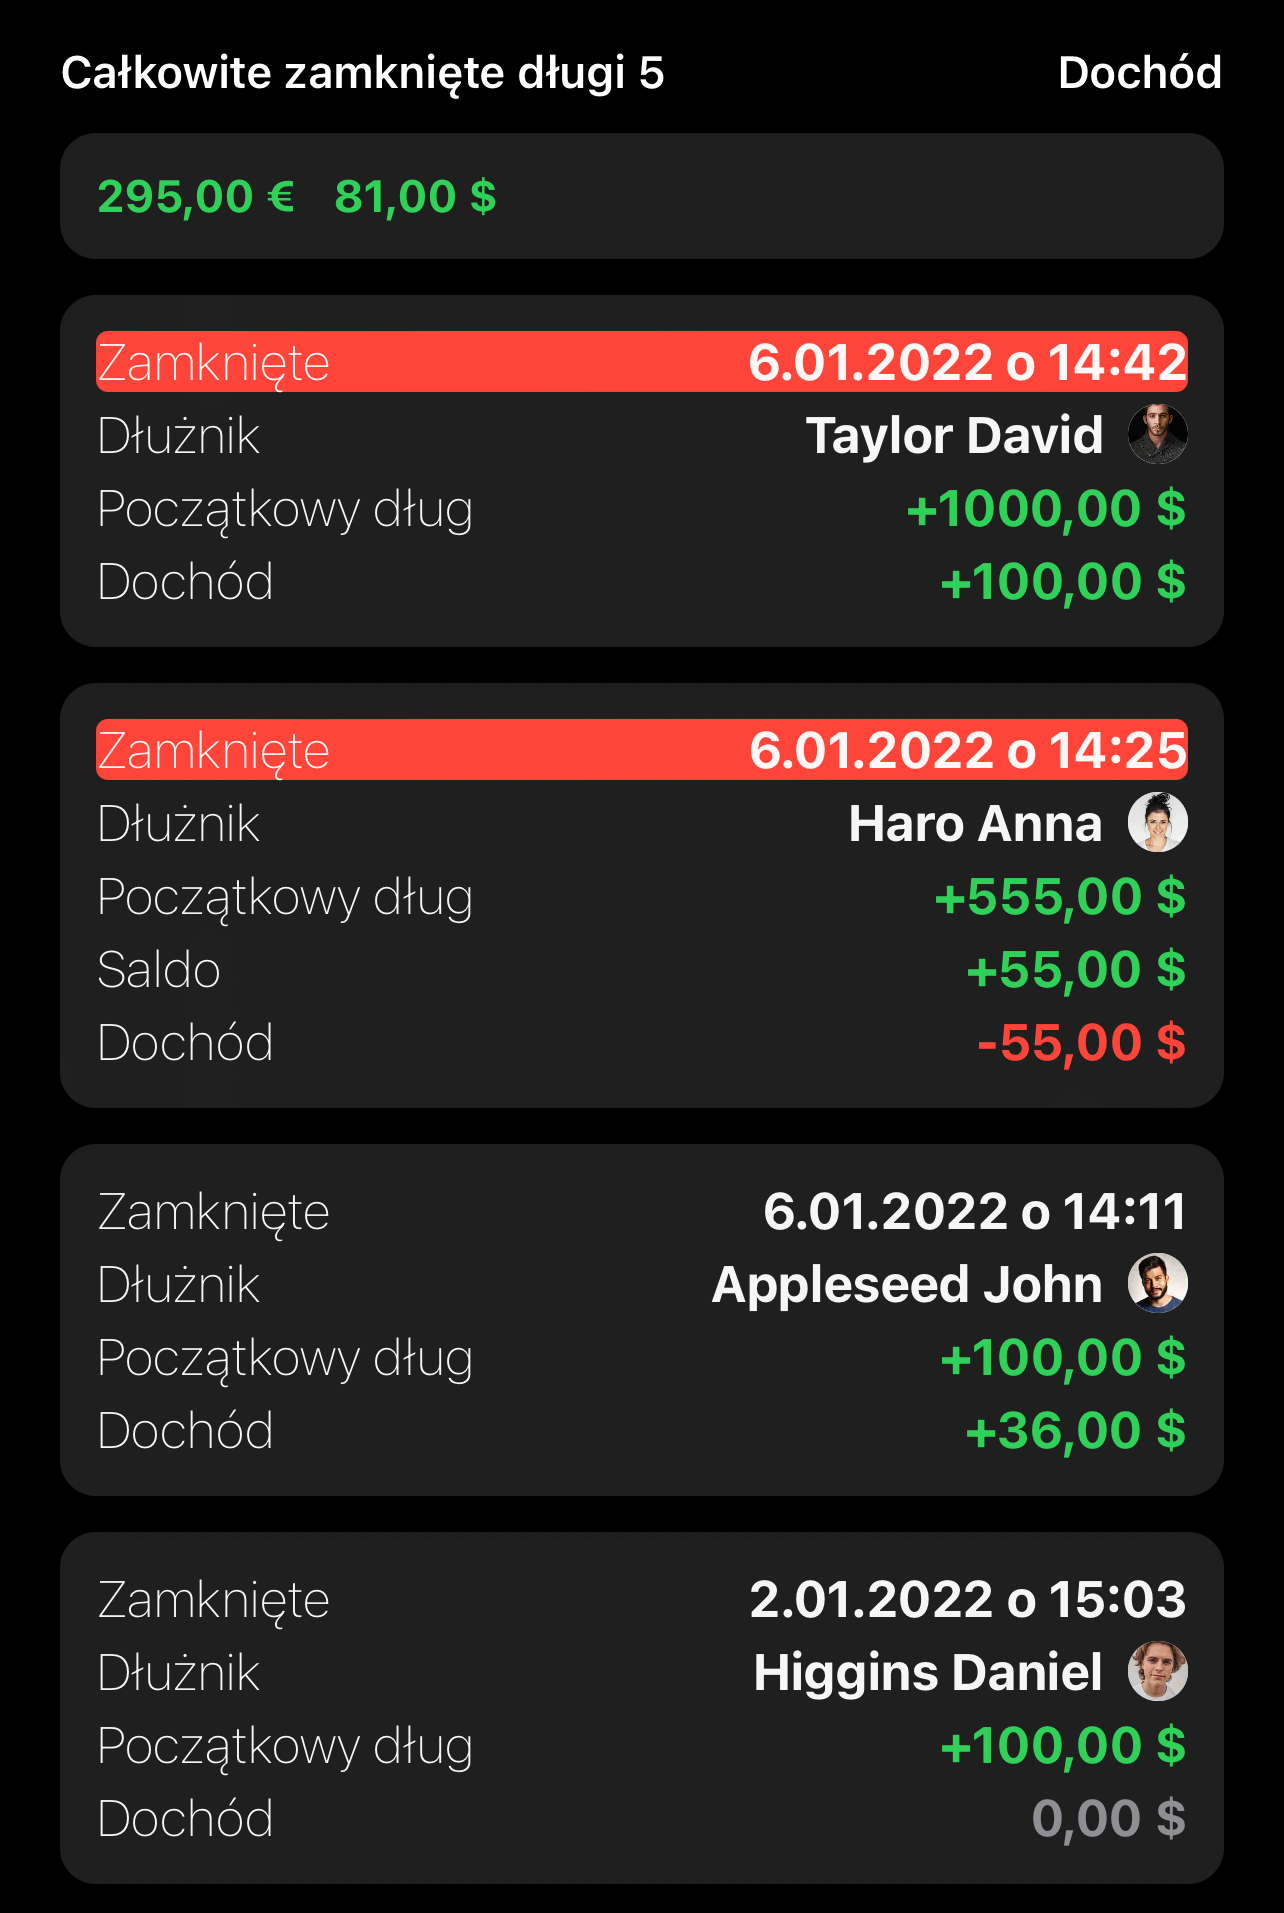 Całkowite zamknięte długi 5 Dochód
295,00 € 81,00 $
Zamknięte 6.01.2022 o 14:42
Dłużnik Taylor David
Początkowy dług +1000,00 $
Dochód +100,00 $
Zamknięte 6.01.2022 o 14:25
Dłużnik Haro Anna
Początkowy dług +555,00 $
Saldo +55,00 $
Dochód -55,00 $
Zamknięte 6.01.2022 o 14:11
Dłużnik Appleseed John
Początkowy dług +100,00 $
Dochód +36,00 $
Zamknięte 2.01.2022 o 15:03
Dłużnik Higgins Daniel
Początkowy dług +100,00 $
Dochód 0,00 $